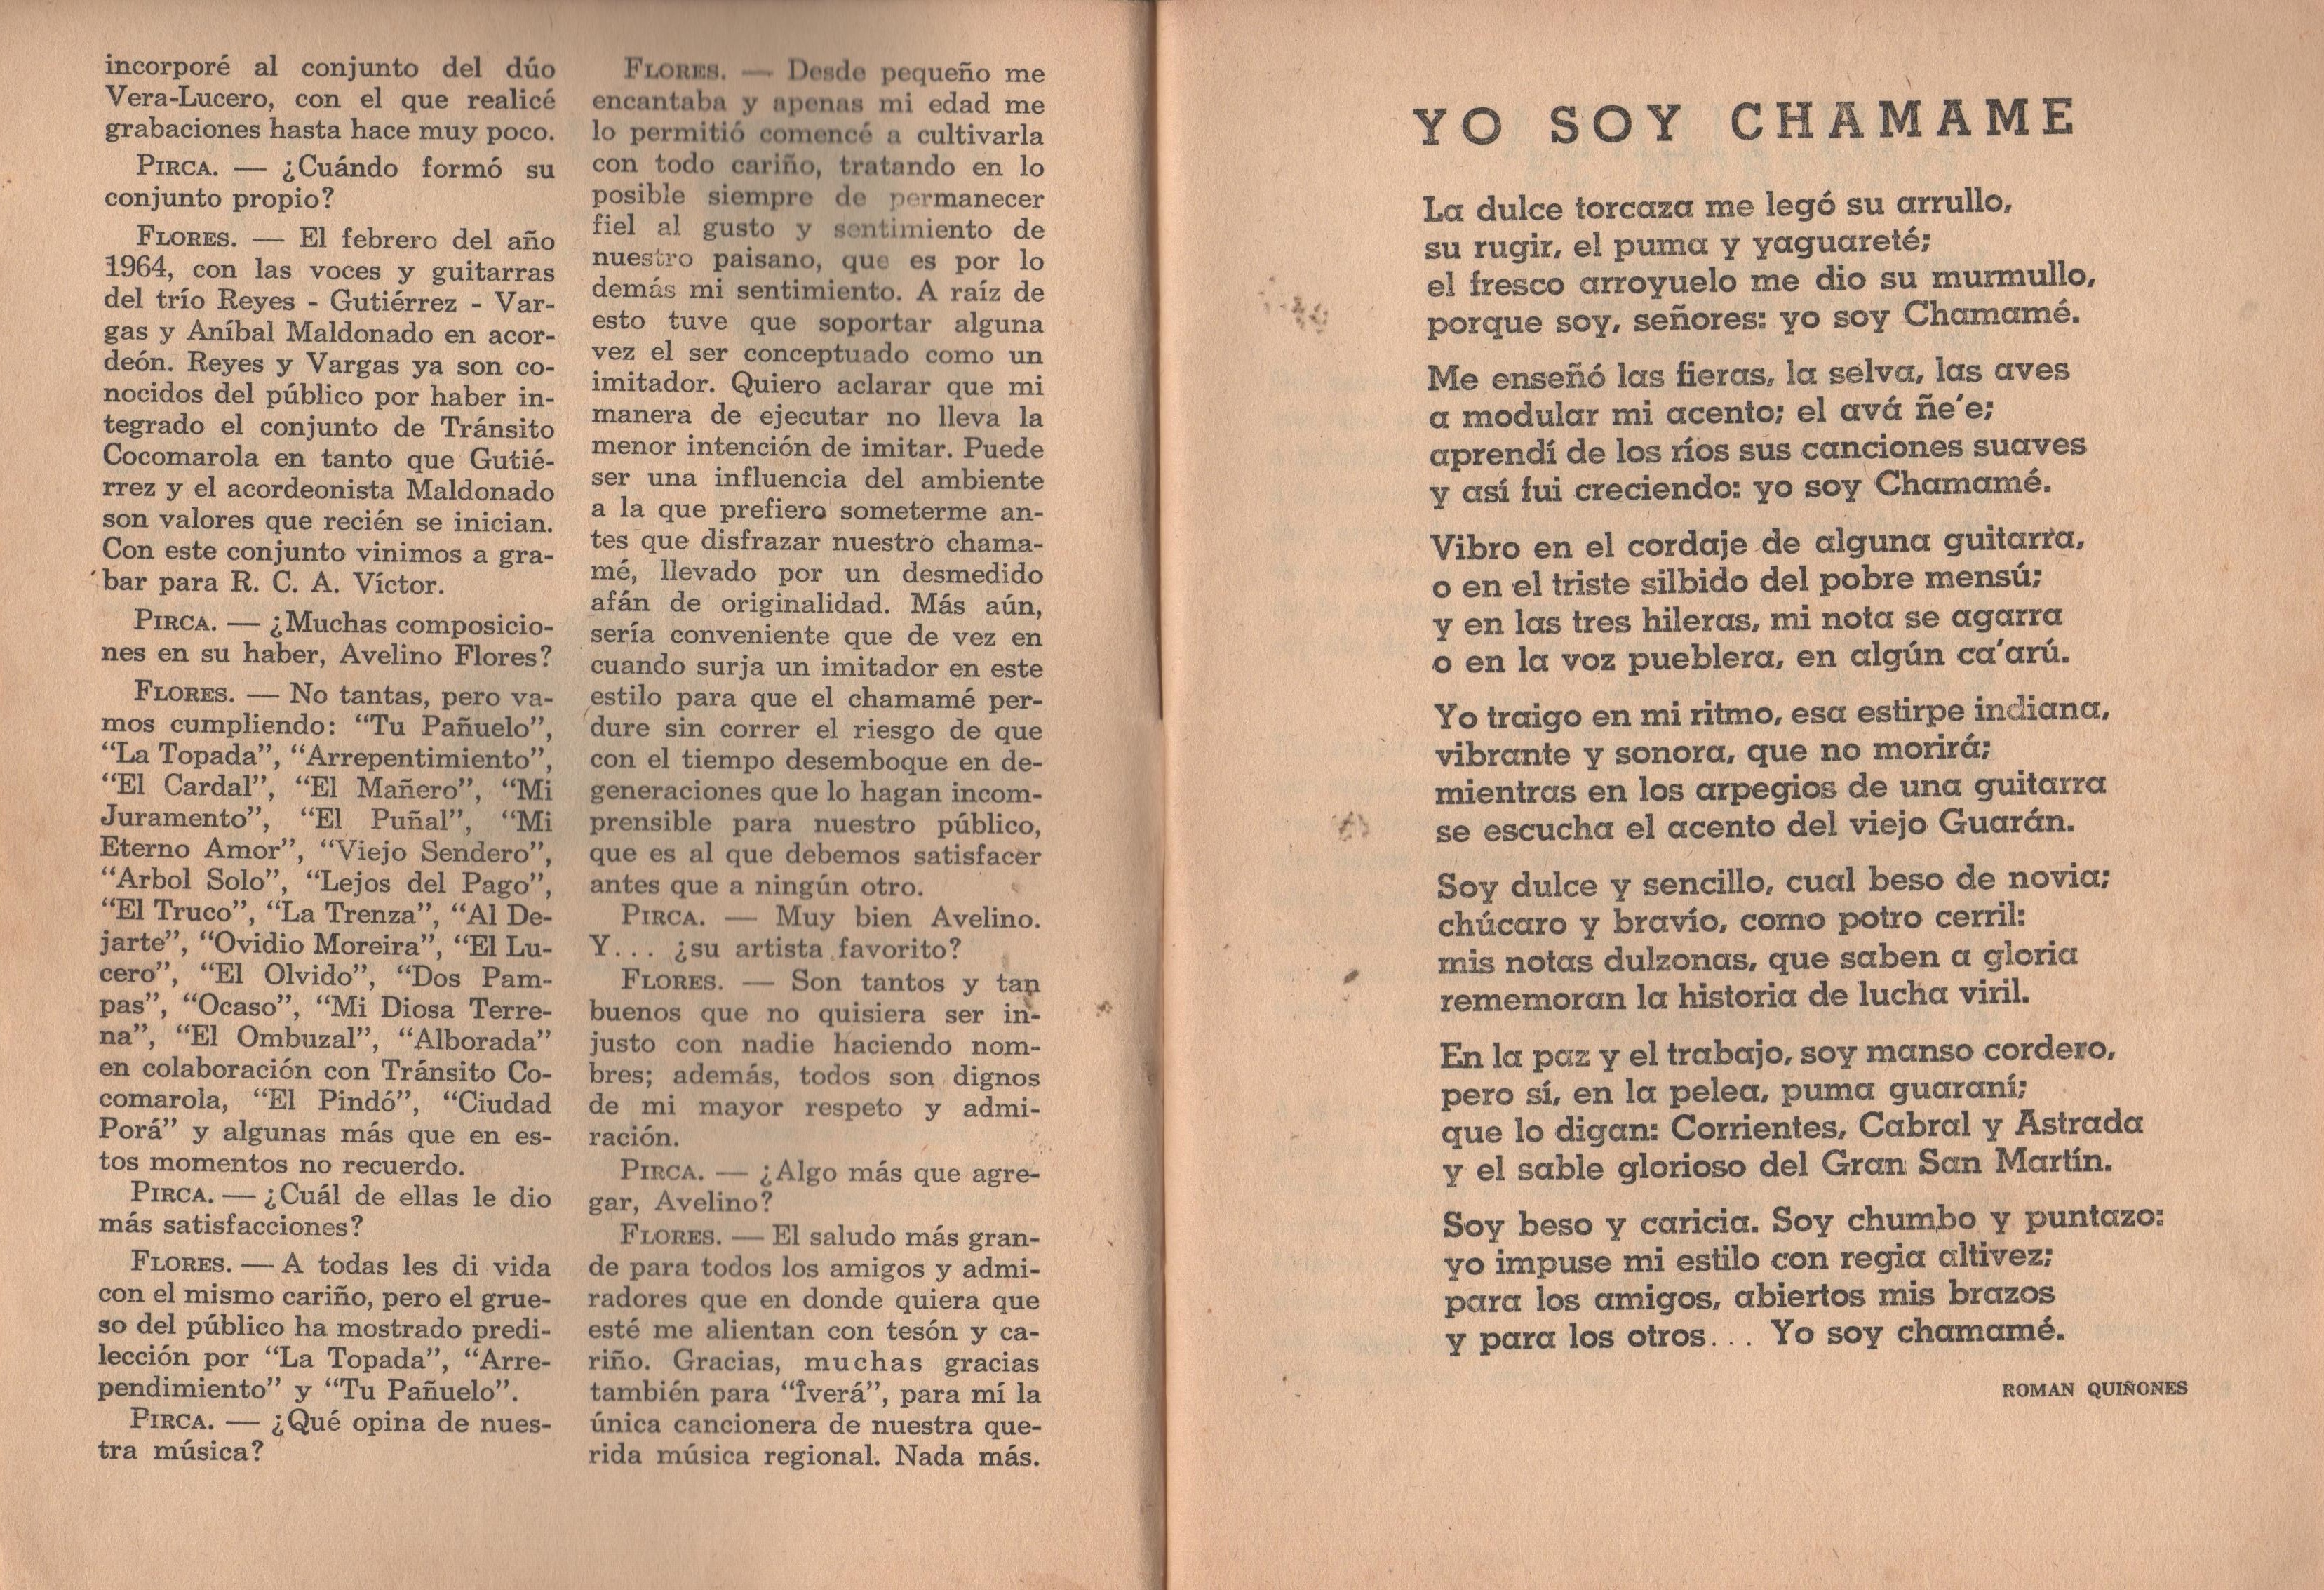 incorporé al conjunto del dúo
Vera-Lucero, con el que realicé
grabaciones hasta hace muy poco.
PIRCA. — ¿Cuándo formó su
conjunto propio?
FLORES. — El febrero del año
1964, con las voces y guitarras
del trío Reyes - Gutiérrez - Var-
gas y Aníbal Maldonado en acor-
deón. Reyes y Vargas ya son co-
nocidos del público por haber in-
tegrado el conjunto de Tránsito
Cocomarola en tanto que Gutié-
rrez y el acordeonista Maldonado
son valores que recién se inician.
Con este conjunto vinimos a gra-
bar para R. C. A. Víctor.
PIRCA. — ¿Muchas composicio-
nes en su haber, Avelino Flores?
FLORES. — No tantas, pero va-
mos cumpliendo: “Tu Pañuelo”,
“La Topada”, “Arrepentimiento”,
“El Cardal”, “El Mañero”, “Mi
Juramento”, “El Puñal”, “Mi
Eterno Amor”, “Viejo Sendero”,
“Arbol Solo”, “Lejos del Pago”,
“El Truco”, “La Trenza”, “Al De-
jarte”, “Ovidio Moreira”, “El Lu-
cero”, “El Olvido”, “Dos Pam-
pas”, “Ocaso”, “Mi Diosa Terre-
na”, “El Ombuzal”, “Alborada”
en colaboración con Tránsito Co-
comarola, “El Pindó”, “Ciudad
Porá” y algunas más que en es-
tos momentos no recuerdo.
PIRCA. — ¿Cuál de ellas le dio
más satisfacciones?
FLORES. — A todas les di vida
con el mismo cariño, pero el grue-
so del público ha mostrado predi-
lección por “La Topada”, “Arre-
pendimiento” y “Tu Pañuelo”.
PIRCA. — ¿Qué opina de nues-
tra música?
FLORES. — Desde pequeño me
encantaba y apenas mi edad me
lo permitió comencé a cultivarla
con todo cariño, tratando en lo
posible siempre de permanecer
fiel al gusto y sentimiento de
nuestro paisano, que es por lo
demás mi sentimiento. A raíz de
esto tuve que soportar alguna
vez el ser conceptuado como un
imitador. Quiero aclarar que mi
manera de ejecutar no lleva la
menor intención de imitar. Puede
ser una influencia del ambiente
a la que prefiero someterme an-
tes que disfrazar nuestro chama-
mé, llevado por un desmedido
afán de originalidad. Más aún,
sería conveniente que de vez en
cuando surja un imitador en este
estilo para que el chamamé per-
dure sin correr el riesgo de que
con el tiempo desemboque en de-
generaciones que lo hagan incom-
prensible para nuestro público,
que es al que debemos satisfacer
antes que a ningún otro.
PIRCA. — Muy bien Avelino.
Y... ¿su artista favorito?
FLORES. — Son tantos y tan
buenos que no quisiera ser in-
justo con nadie haciendo nom-
bres; además, todos son dignos
de mi mayor respeto y admi-
ración.
PIRCA. — ¿Algo más que agre-
gar, Avelino?
FLORES. — El saludo más gran-
de para todos los amigos y admi-
radores que en donde quiera que
esté me alientan con tesón y ca-
riño. Gracias, muchas gracias
también para “Îverá”, para mí la
única cancionera de nuestra que-
rida música regional. Nada más.
YO SOY CHAMAME
La dulce torcaza me legó su arrullo,
su rugir, el puma y yaguareté;
el fresco arroyuelo me dio su murmullo,
porque soy, señores: yo soy Chamamé.
Me enseñó las fieras, la selva, las aves
a modular mi acento; el avá ñe'e;
aprendí de los ríos sus canciones suaves
y así fui creciendo: yo soy Chamamé.
Vibro en el cordaje de alguna guitarra,
o en el triste silbido del pobre mensú;
y en las tres hileras, mi nota se agarra
o en la voz pueblera, en algún ca'arú.
Yo traigo en mi ritmo, esa estirpe indiana,
vibrante y sonora, que no morirá;
mientras en los arpegios de una guitarra
se escucha el acento del viejo Guarán.
Soy dulce y sencillo, cual beso de novia;
chúcaro y bravío, como potro cerril:
mis notas dulzonas, que saben a gloria
rememoran la historia de lucha viril.
En la paz y el trabajo, soy manso cordero,
pero sí, en la pelea, puma guaraní;
que lo digan: Corrientes, Cabral y Astrada
y el sable glorioso del Gran San Martín.
Soy beso y caricia. Soy chumbo y puntazo:
yo impuse mi estilo con regia altivez;
para los amigos, abiertos mis brazos
y para los otros... Yo soy chamamé.
ROMAN QUIÑONES